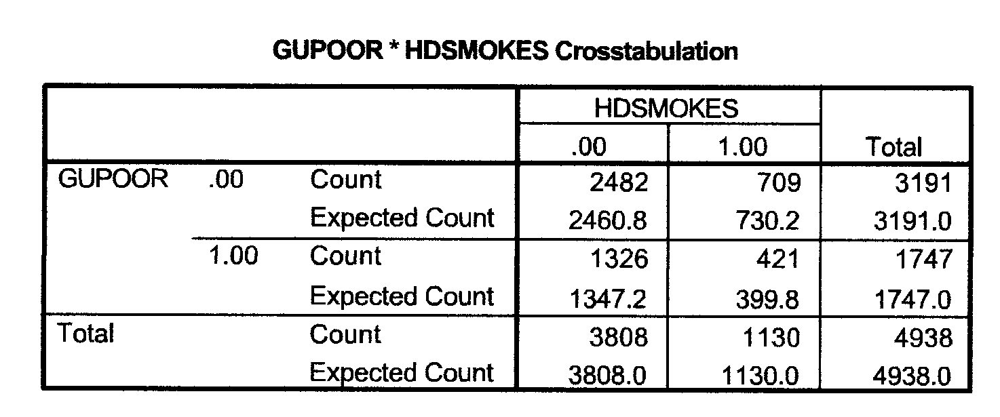 GUPOOR * HDSMOKES Crosstabulation
HDSMOKES
.00 1.00 Total
GUPOOR .00 Count 2482 709 3191
Expected Count 2460.8 730.2 3191.0
1.00 Count 1326 421 1747
Expected Count 1347.2 399.8 1747.0
Total Count 3808 1130 4938
Expected Count 3808.0 1130.0 4938.0